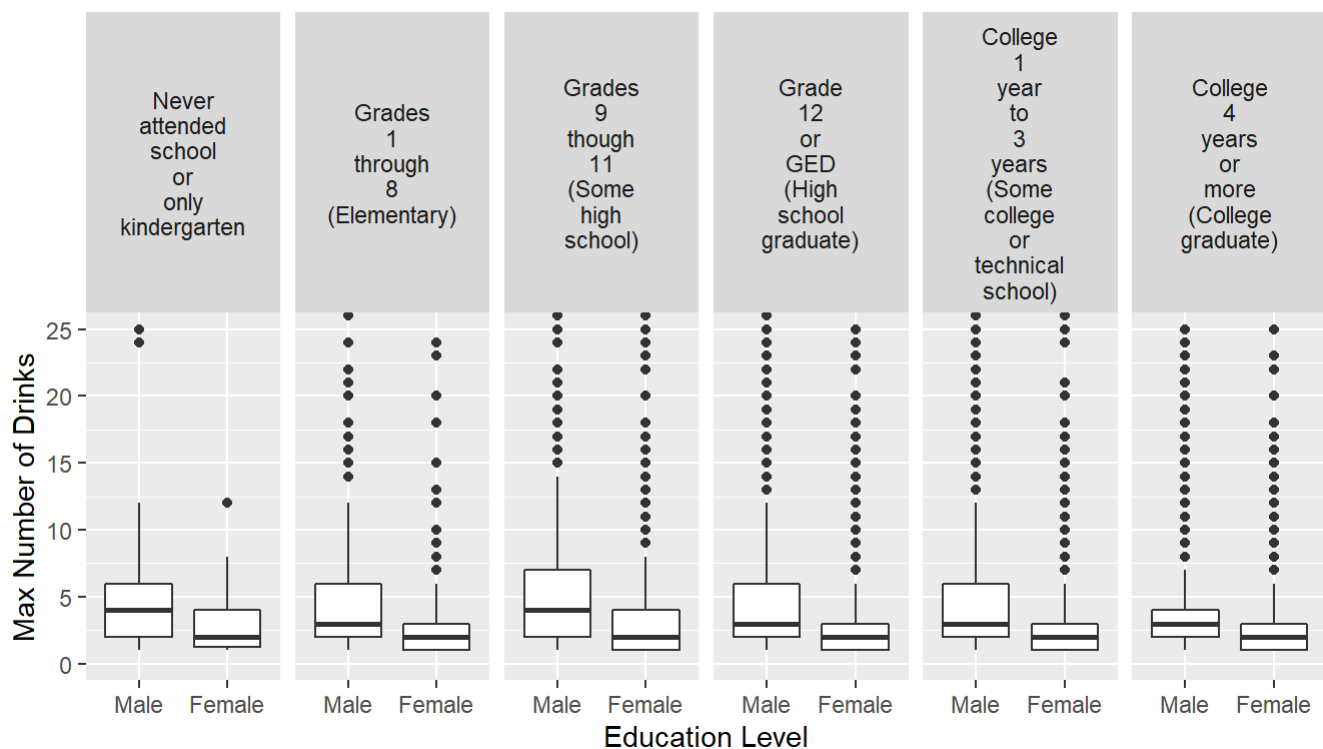 Never
attended
school
or
only
kindergarten
Grades
1
through
8
(Elementary)
Grades
9
though
11
(Some
high
school)
Grade
12
or
GED
(High
school
graduate)
College
1
year
to
3
years
(Some
college
or
technical
school)
College
4
years
or
more
(College
graduate)
Max Number of Drinks
25
20
15
10
5
0
Male Female
Male Female
Male Female
Male Female
Male Female
Male Female
Education Level